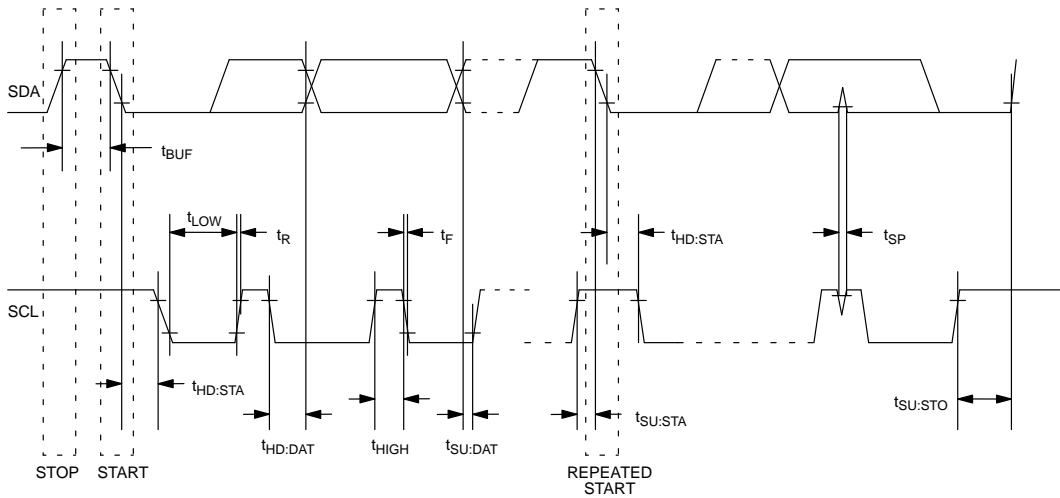 SDA
tBUF
tLOW
tR
tF
tHD:STA
tSP
SCL
tHD:STA
tSU:STA
tSU:STO
tHD:DAT
tHIGH
tSU:DAT
STOP
START
REPEATED
START